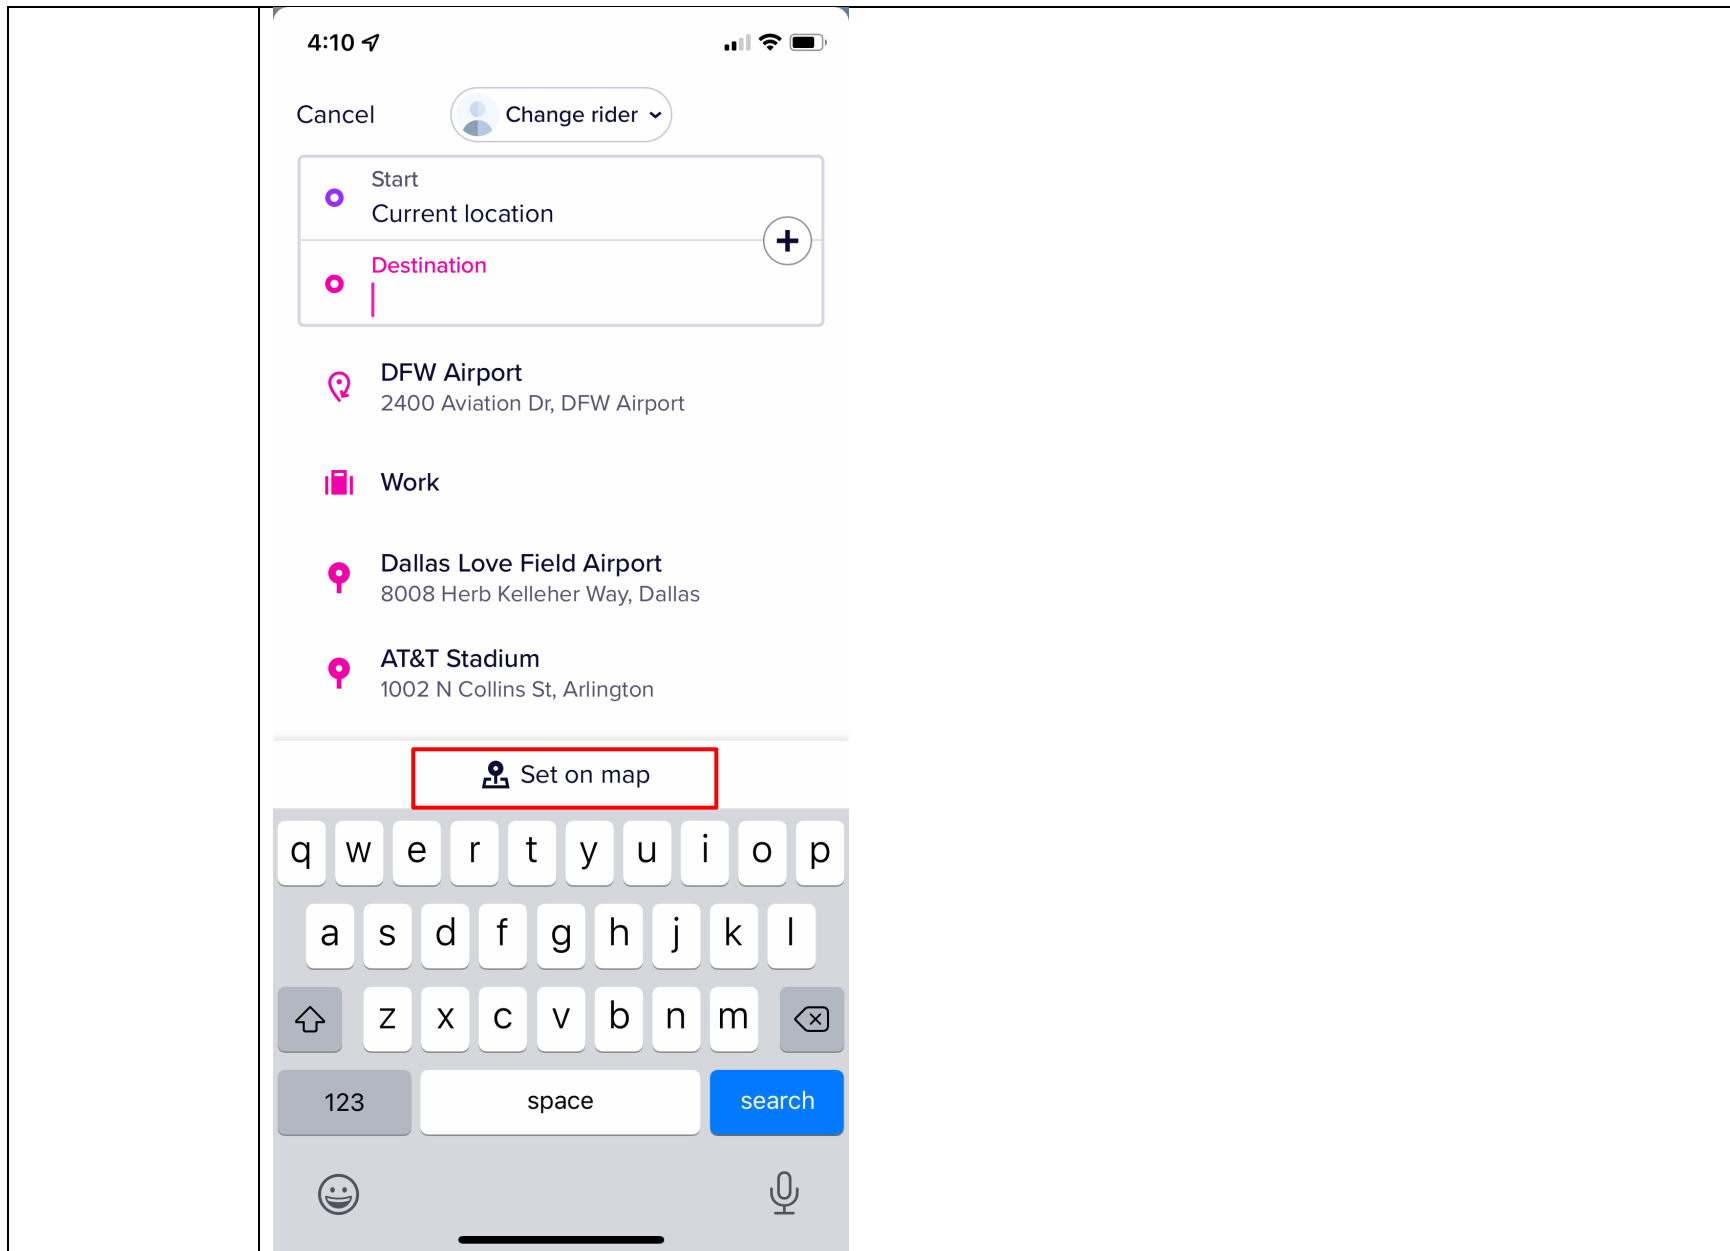 4:10
Cancel
Change rider
Start
Current location
Destination
DFW Airport
2400 Aviation Dr, DFW Airport
Work
Dallas Love Field Airport
8008 Herb Kelleher Way, Dallas
AT&T Stadium
1002 N Collins St, Arlington
Set on map
q w e r t y u i o p
a s d f g h j k l
z x c v b n m
123 space search